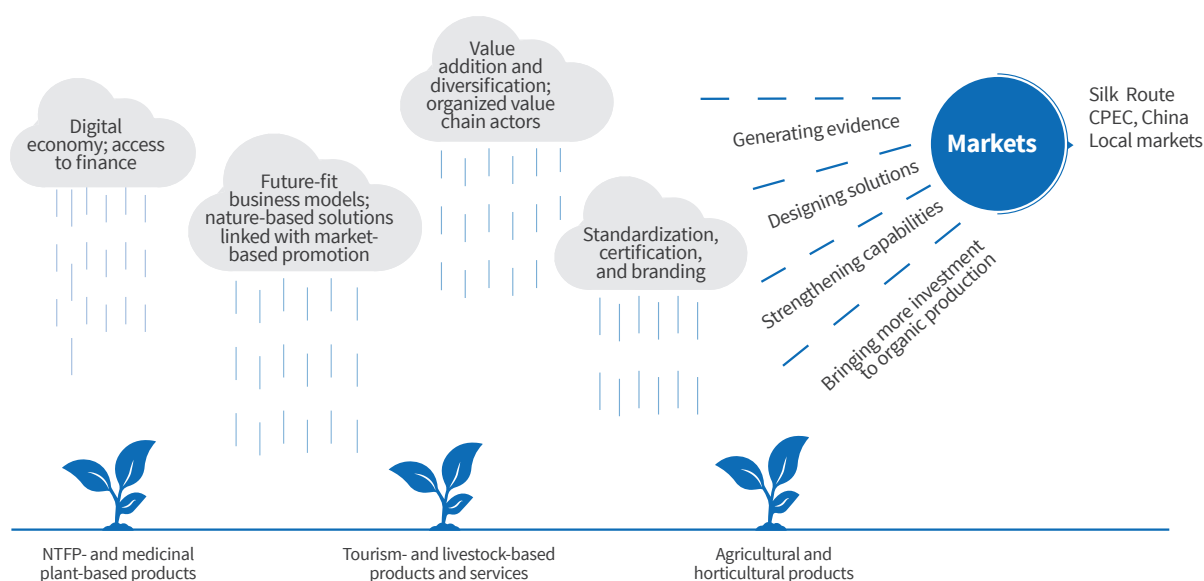 Digital
economy; access
to finance
Future-fit
business models;
nature-based solutions
linked with market-
based promotion
Value
addition and
diversification;
organized value
chain actors
Standardization,
certification,
and branding
Generating evidence
Designing solutions
Strengthening capabilities
Bringing more investment
to organic production
Markets
Silk Route
CPEC, China
Local markets
NTFP- and medicinal
plant-based products
Tourism- and livestock-based
products and services
Agricultural and
horticultural products